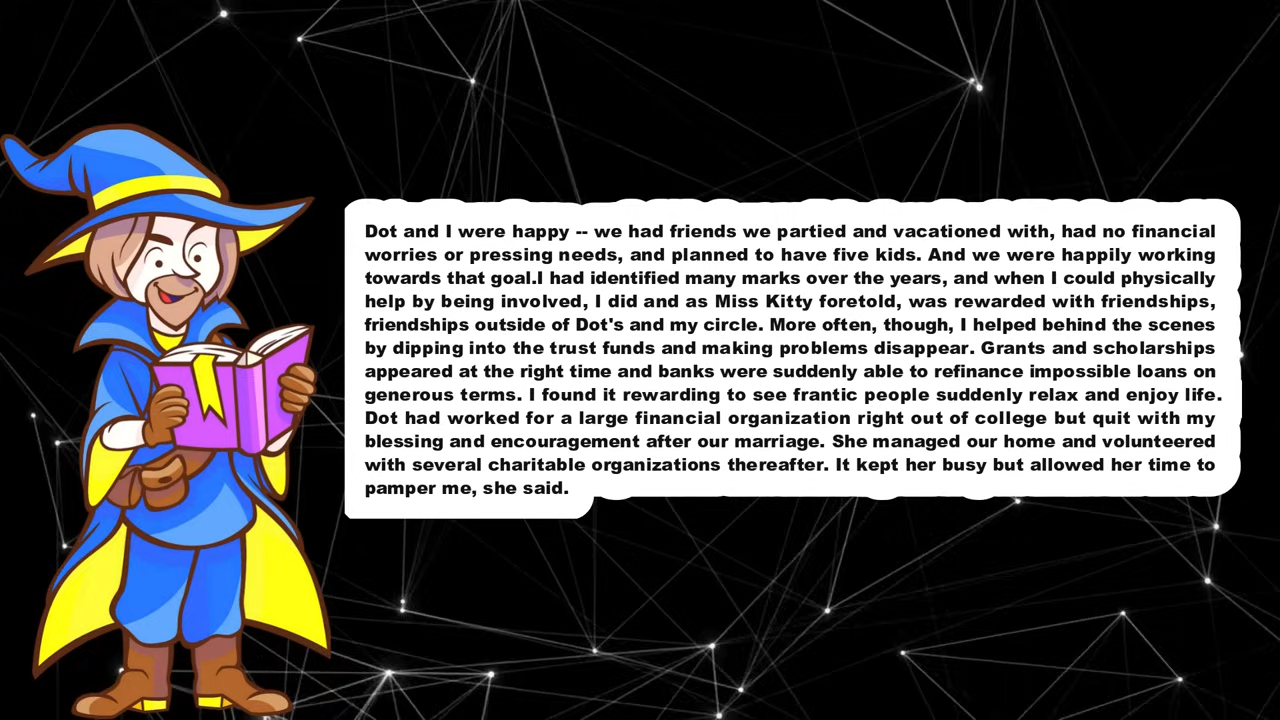 Dot and I were happy -- we had friends we partied and vacationed with, had no financial
worries or pressing needs, and planned to have five kids. And we were happily working
towards that goal.I had identified many marks over the years, and when I could physically
help by being involved, I did and as Miss Kitty foretold, was rewarded with friendships,
friendships outside of Dot's and my circle. More often, though, I helped behind the scenes
by dipping into the trust funds and making problems disappear. Grants and scholarships
appeared at the right time and banks were suddenly able to refinance impossible loans on
generous terms. I found it rewarding to see frantic people suddenly relax and enjoy life.
Dot had worked for a large financial organization right out of college but quit with my
blessing and encouragement after our marriage. She managed our home and volunteered
with several charitable organizations thereafter. It kept her busy but allowed her time to
pamper me, she said.